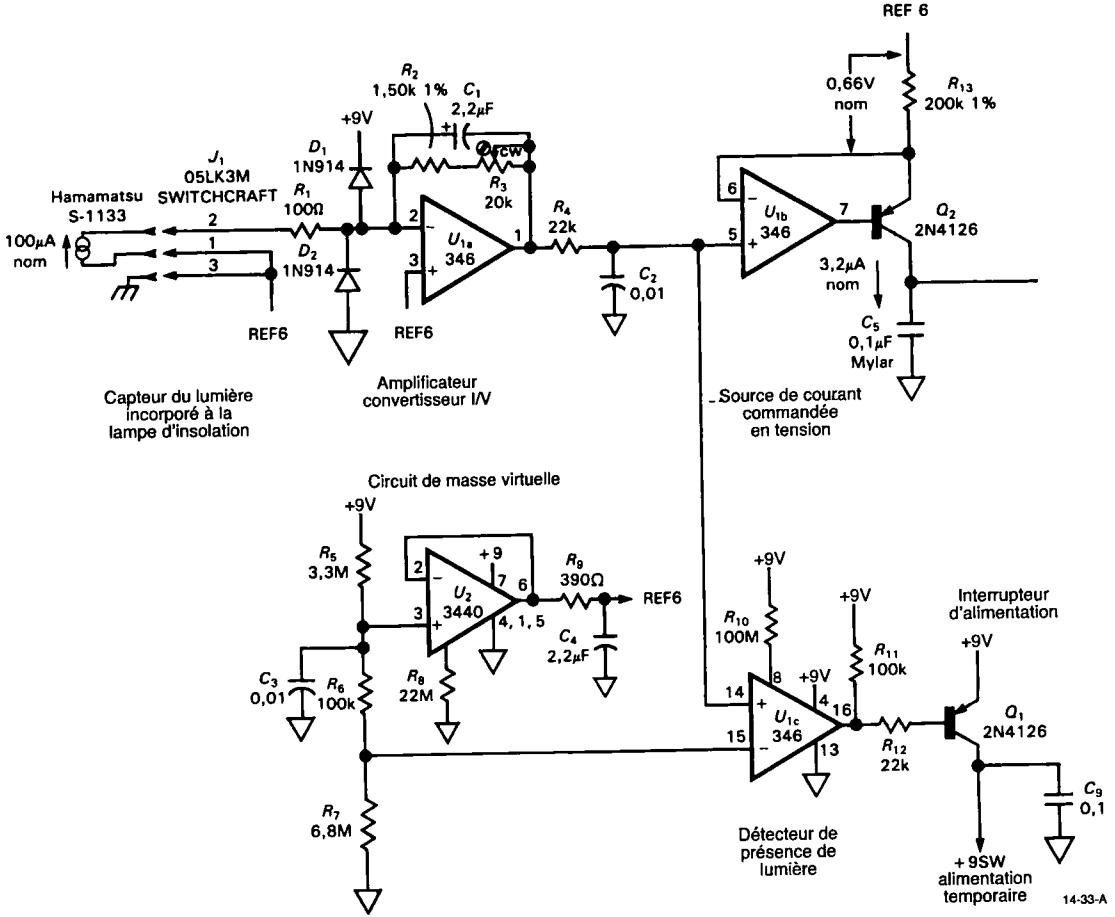 REF 6
R₂
1,50k 1%
C₁
2,2µF
+
0,66V
nom
R₁₃
200k 1%
+9V
D₁
1N914
CW
J₁
05LK3M
SWITCHCRAFT
R₁
100Ω
R₃
20k
Hamamatsu
S-1133
2
1
3
100µA
nom
2
−
U₁ₐ
346
3
+
1
R₄
22k
6
−
U₁b
346
5
+
7
Q₂
2N4126
D₂
1N914
C₂
0,01
3,2µA
nom
REF6
REF6
C₅
0,1µF
Mylar
Capteur du lumière
incorporé à la
lampe d'insolation
Amplificateur
convertisseur I/V
Source de courant
commandée
en tension
Circuit de masse virtuelle
+9V
R₅
3,3M
2
−
+9
7
6
U₂
3440
3
+
4, 1, 5
R₉
390Ω
REF6
C₄
2,2µF
C₃
0,01
R₆
100k
R₈
22M
+9V
R₁₀
100M
+9V
R₁₁
100k
Interrupteur
d'alimentation
+9V
8
+9V
4
14
+
16
U₁c
346
15
−
13
R₁₂
22k
Q₁
2N4126
R₇
6,8M
C₉
0,1
Détecteur de
présence de
lumière
+9SW
alimentation
temporaire
14-33-A